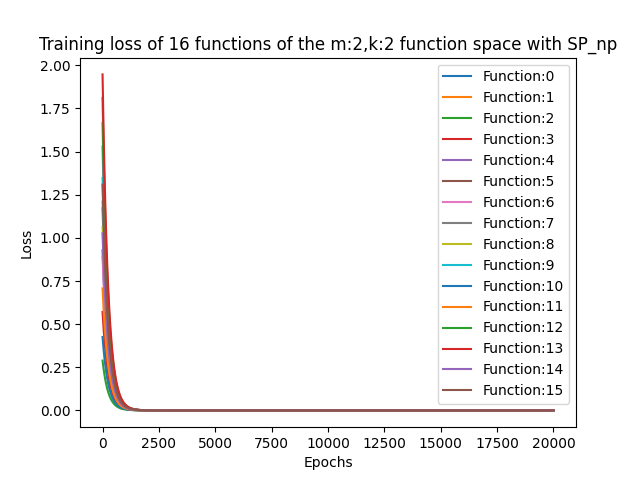 Training loss of 16 functions of the m:2,k:2 function space with SP_np
2.00
1.75
1.50
1.25
1.00
0.75
0.50
0.25
0.00
Loss
Function:0
Function:1
Function:2
Function:3
Function:4
Function:5
Function:6
Function:7
Function:8
Function:9
Function:10
Function:11
Function:12
Function:13
Function:14
Function:15
0 2500 5000 7500 10000 12500 15000 17500 20000
Epochs